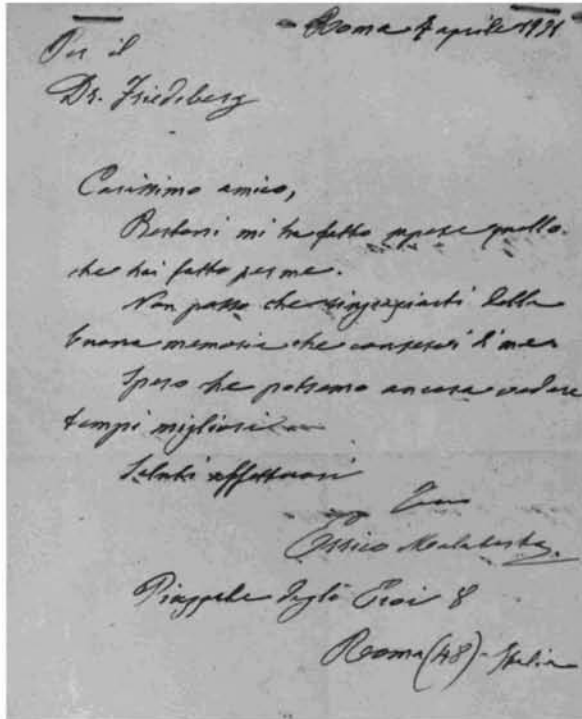 Roma 4 aprile 1931
Per il
Dr. Friedeberg
Carissimo amico,
Bertoni mi ha fatto sapere quello
che hai fatto per me.
Non posso che ringraziarti della
buona memoria che conservi di me
Spero che potremo ancora vedere
tempi migliori
Saluti affettuosi
Tuo
Errico Malatesta
Piazzale degli Eroi 8
Roma (48) - Italia